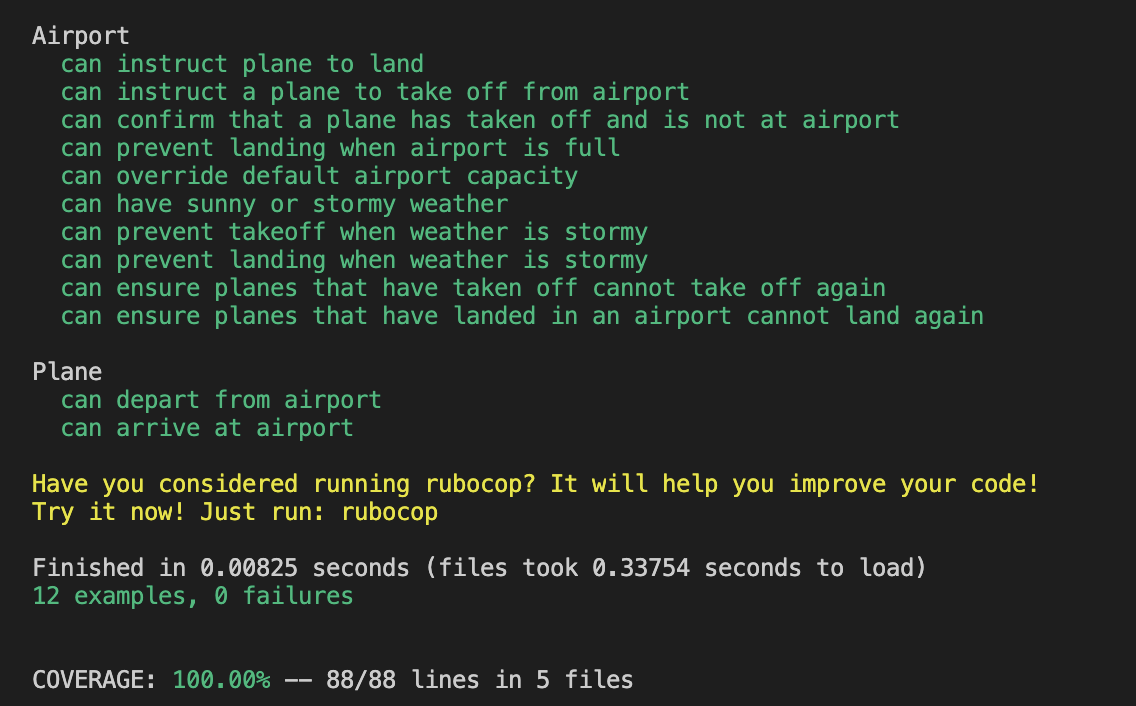 Airport
can instruct plane to land
can instruct a plane to take off from airport
can confirm that a plane has taken off and is not at airport
can prevent landing when airport is full
can override default airport capacity
can have sunny or stormy weather
can prevent takeoff when weather is stormy
can prevent landing when weather is stormy
can ensure planes that have taken off cannot take off again
can ensure planes that have landed in an airport cannot land again
Plane
can depart from airport
can arrive at airport
Have you considered running rubocop? It will help you improve your code!
Try it now! Just run: rubocop
Finished in 0.00825 seconds (files took 0.33754 seconds to load)
12 examples, 0 failures
COVERAGE: 100.00% -- 88/88 lines in 5 files